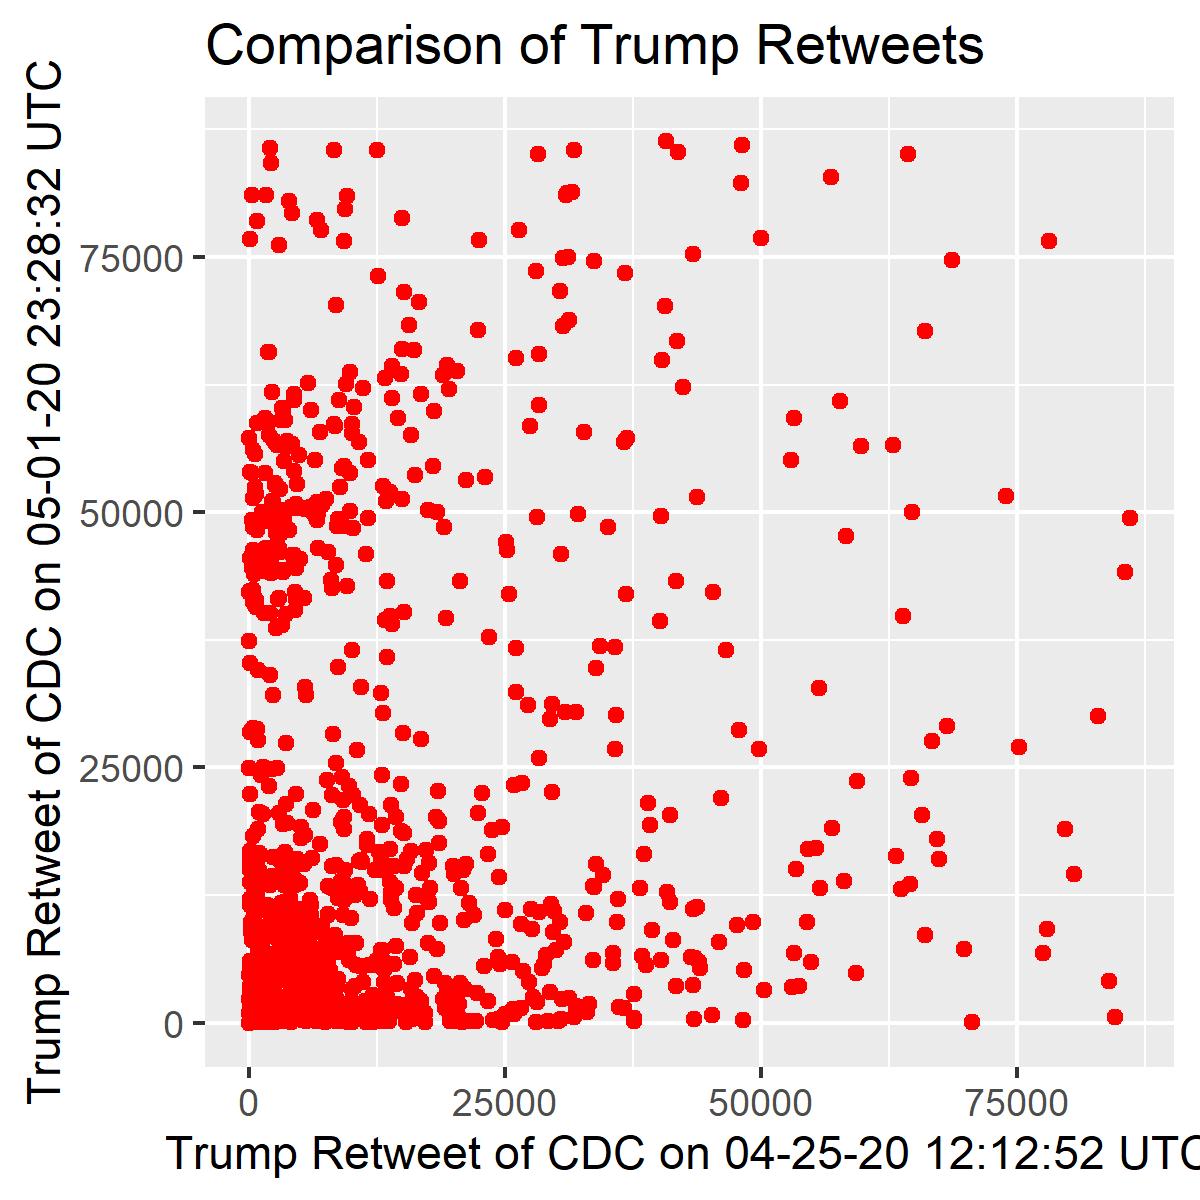 Comparison of Trump Retweets
Trump Retweet of CDC on 05-01-20 23:28:32 UTC
75000
50000
25000
0
0
25000
50000
75000
Trump Retweet of CDC on 04-25-20 12:12:52 UTC